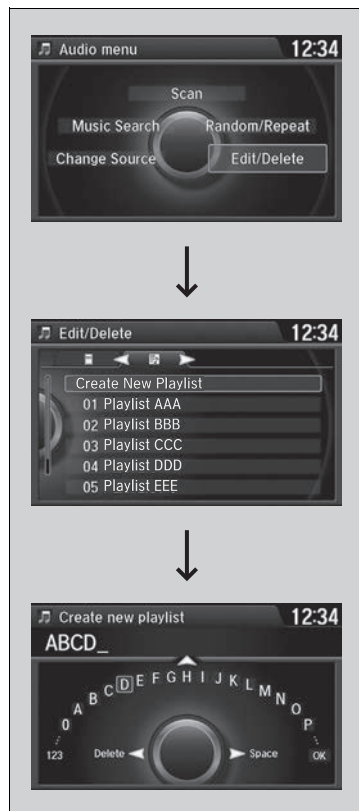 Audio menu 12:34
Scan
Music Search Random/Repeat
Change Source Edit/Delete
Edit/Delete 12:34
Create New Playlist
01 Playlist AAA
02 Playlist BBB
03 Playlist CCC
04 Playlist DDD
05 Playlist EEE
Create new playlist 12:34
ABCD_
123 ... 0 A B C D E F G H I J K L M N O P ... OK
Delete Space